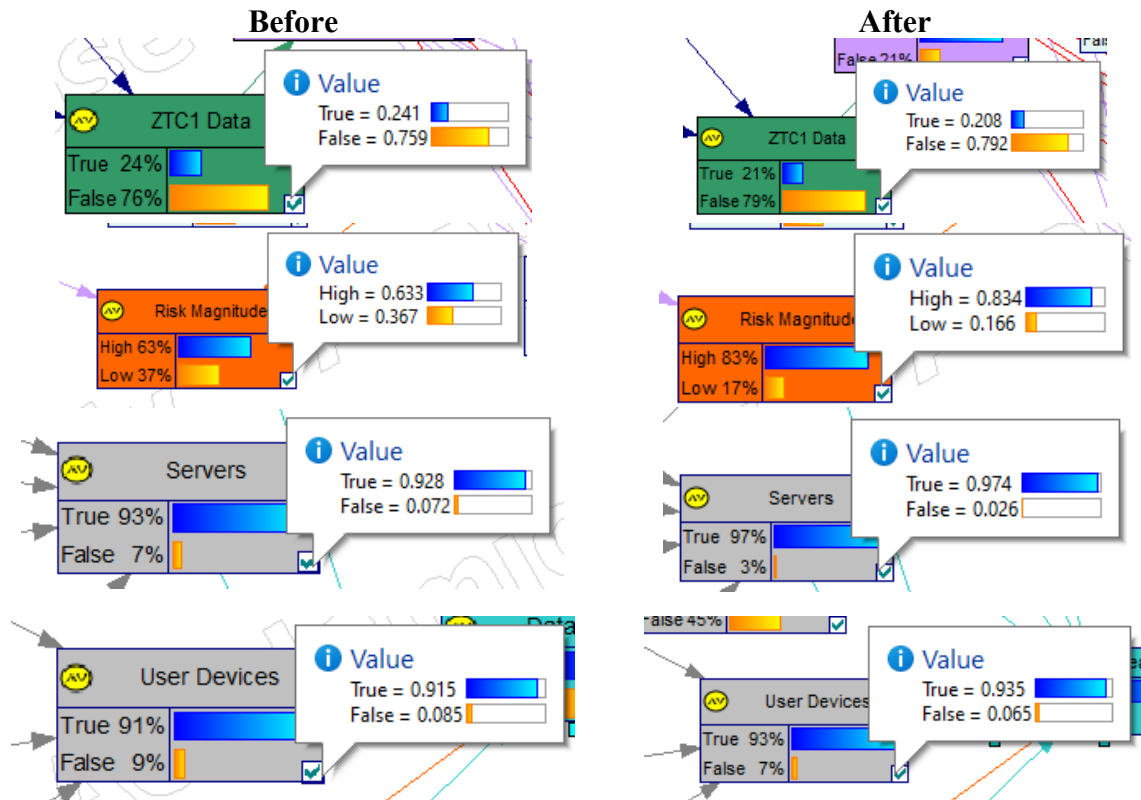 Before
After
Value
True = 0.241
False = 0.759
ZTC1 Data
True 24%
False 76%
False 21%
Value
True = 0.208
False = 0.792
ZTC1 Data
True 21%
False 79%
Value
High = 0.633
Low = 0.367
Risk Magnitude
High 63%
Low 37%
Value
High = 0.834
Low = 0.166
Risk Magnitude
High 83%
Low 17%
Value
True = 0.928
False = 0.072
Servers
True 93%
False 7%
Value
True = 0.974
False = 0.026
Servers
True 97%
False 3%
Data
Value
True = 0.915
False = 0.085
User Devices
True 91%
False 9%
False 45%
Value
True = 0.935
False = 0.065
User Devices
True 93%
False 7%